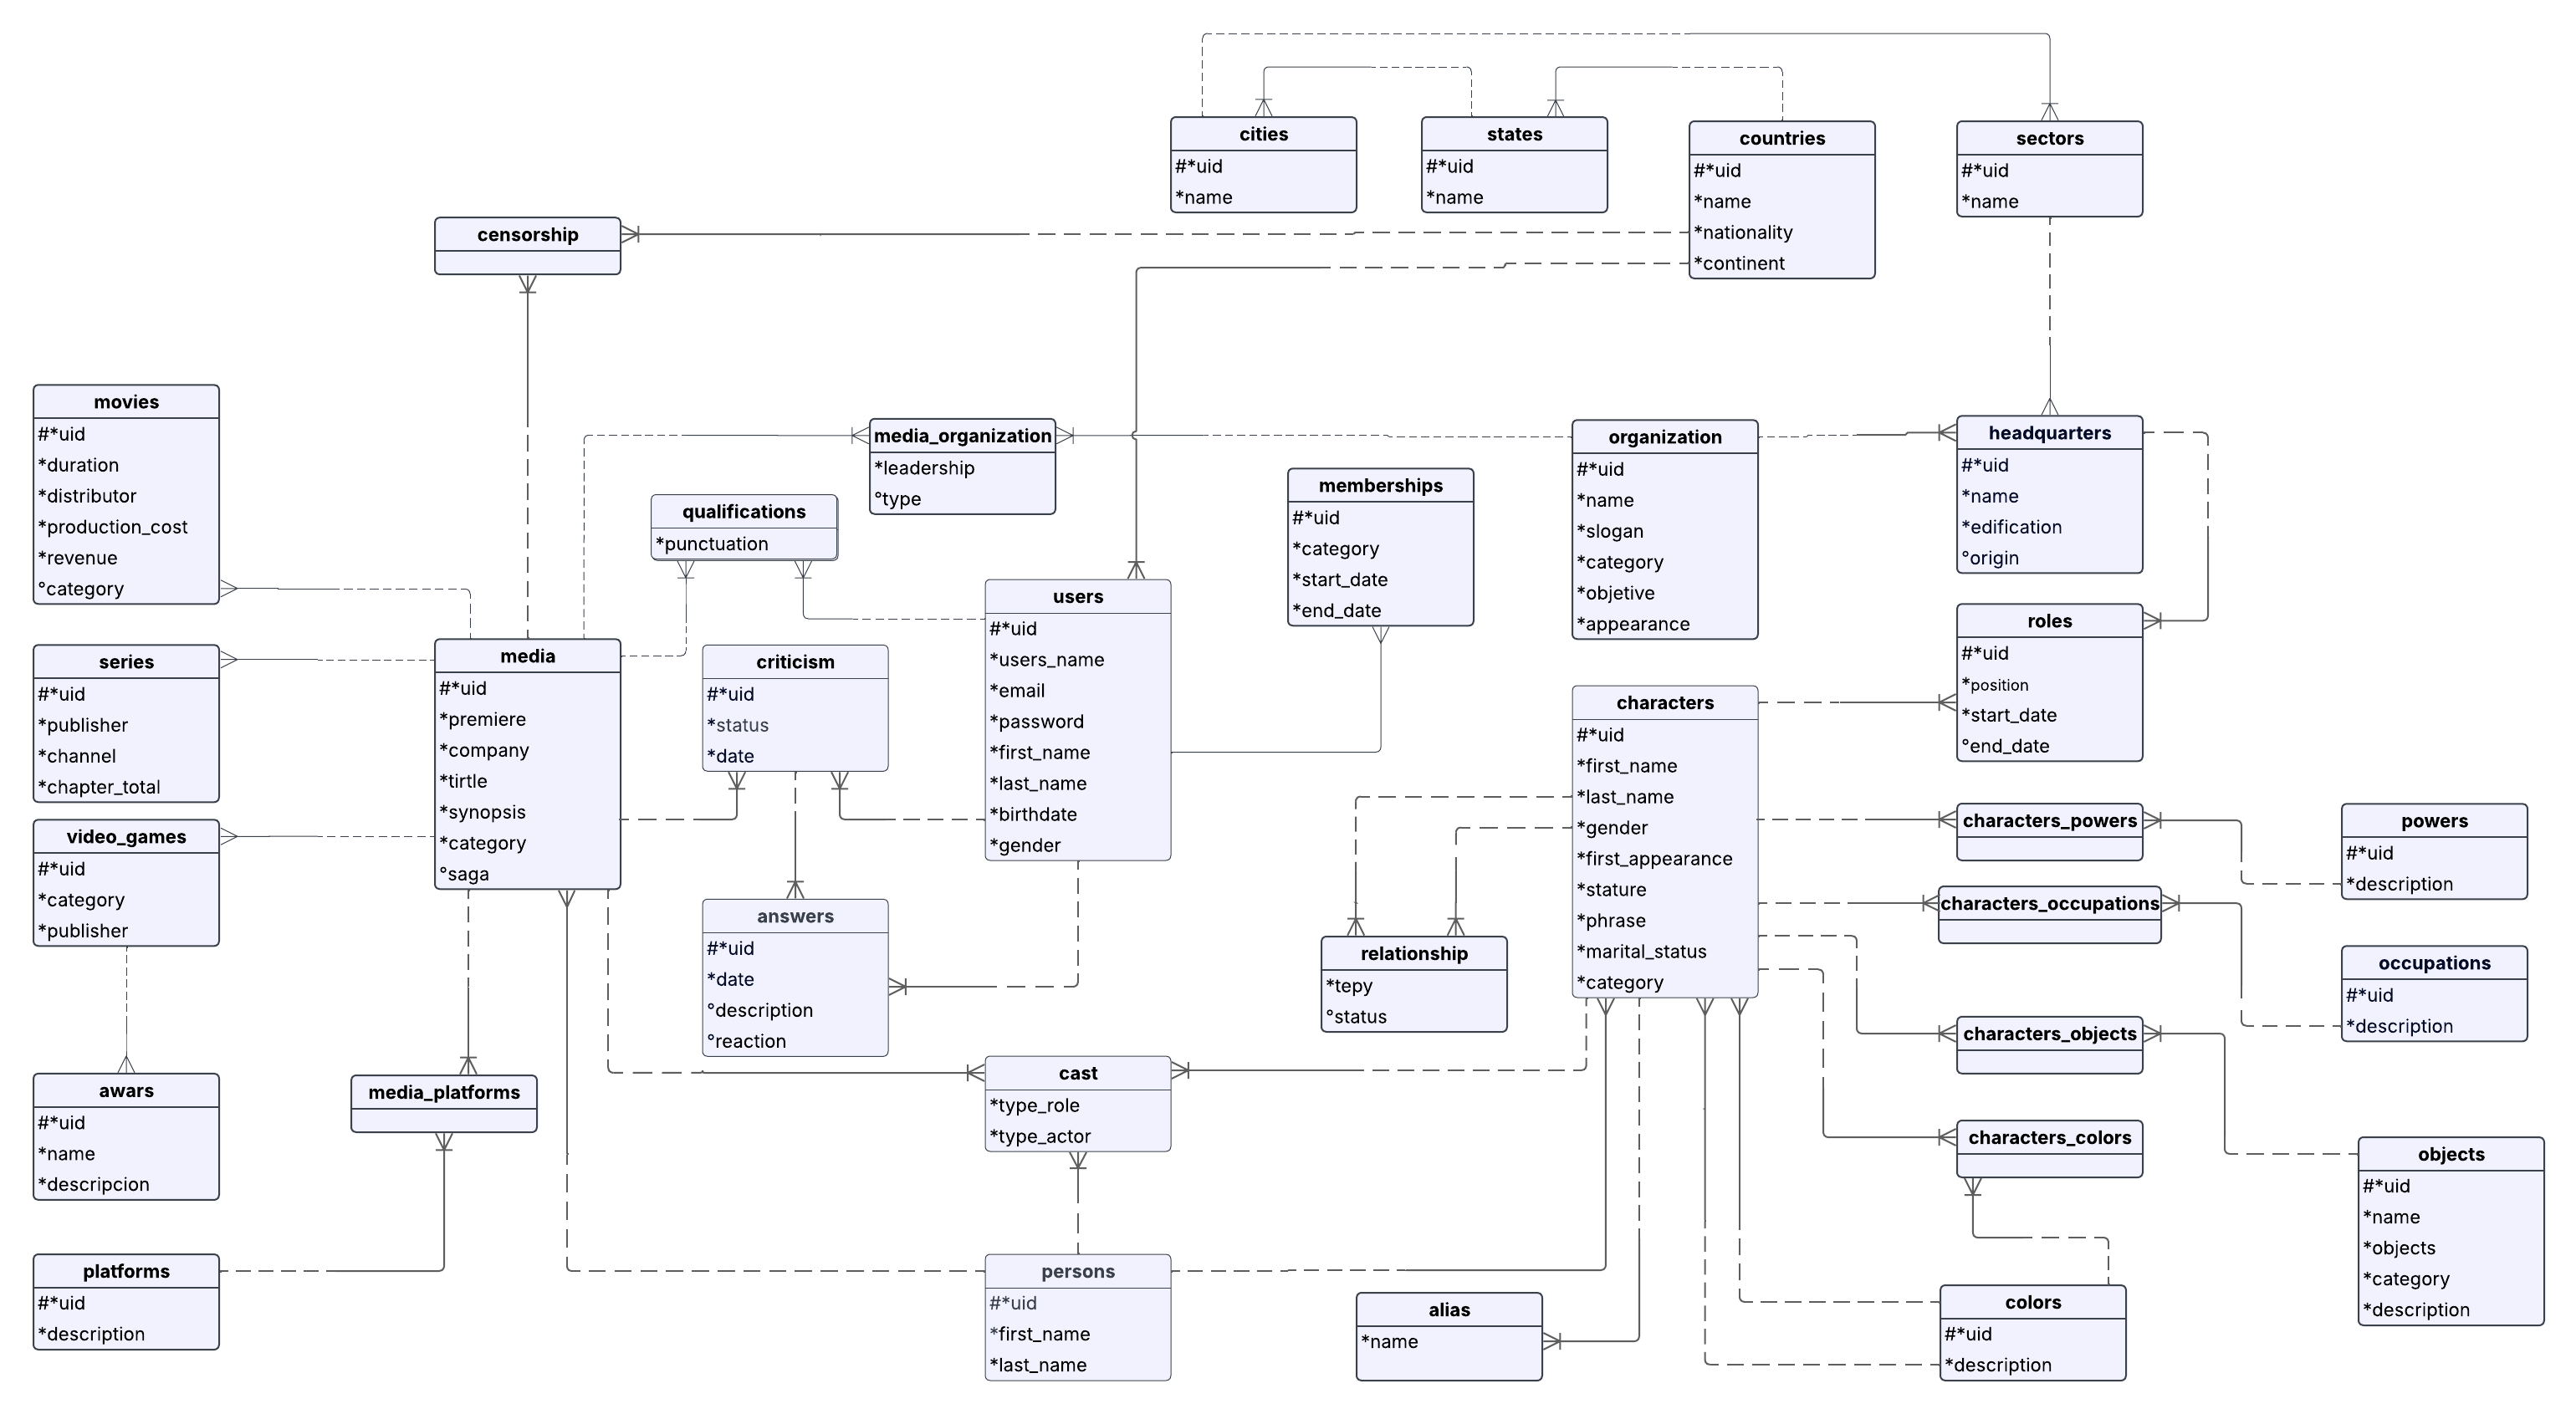 cities
#*uid
*name
states
#*uid
*name
countries
#*uid
*name
*nationality
*continent
sectors
#*uid
*name
censorship
movies
#*uid
*duration
*distributor
*production_cost
*revenue
°category
media_organization
*leadership
°type
organization
#*uid
*name
*slogan
*category
*objetive
*appearance
headquarters
#*uid
*name
*edification
°origin
qualifications
*punctuation
memberships
#*uid
*category
*start_date
*end_date
users
#*uid
*users_name
*email
*password
*first_name
*last_name
*birthdate
*gender
roles
#*uid
*position
*start_date
°end_date
series
#*uid
*publisher
*channel
*chapter_total
media
#*uid
*premiere
*company
*tirtle
*synopsis
*category
°saga
criticism
#*uid
*status
*date
characters
#*uid
*first_name
*last_name
*gender
*first_appearance
*stature
*phrase
*marital_status
*category
video_games
#*uid
*category
*publisher
characters_powers
powers
#*uid
*description
characters_occupations
answers
#*uid
*date
°description
°reaction
relationship
*tepy
°status
occupations
#*uid
*description
characters_objects
cast
*type_role
*type_actor
awars
#*uid
*name
*descripcion
media_platforms
characters_colors
objects
#*uid
*name
*objects
*category
*description
platforms
#*uid
*description
persons
#*uid
*first_name
*last_name
alias
*name
colors
#*uid
*description